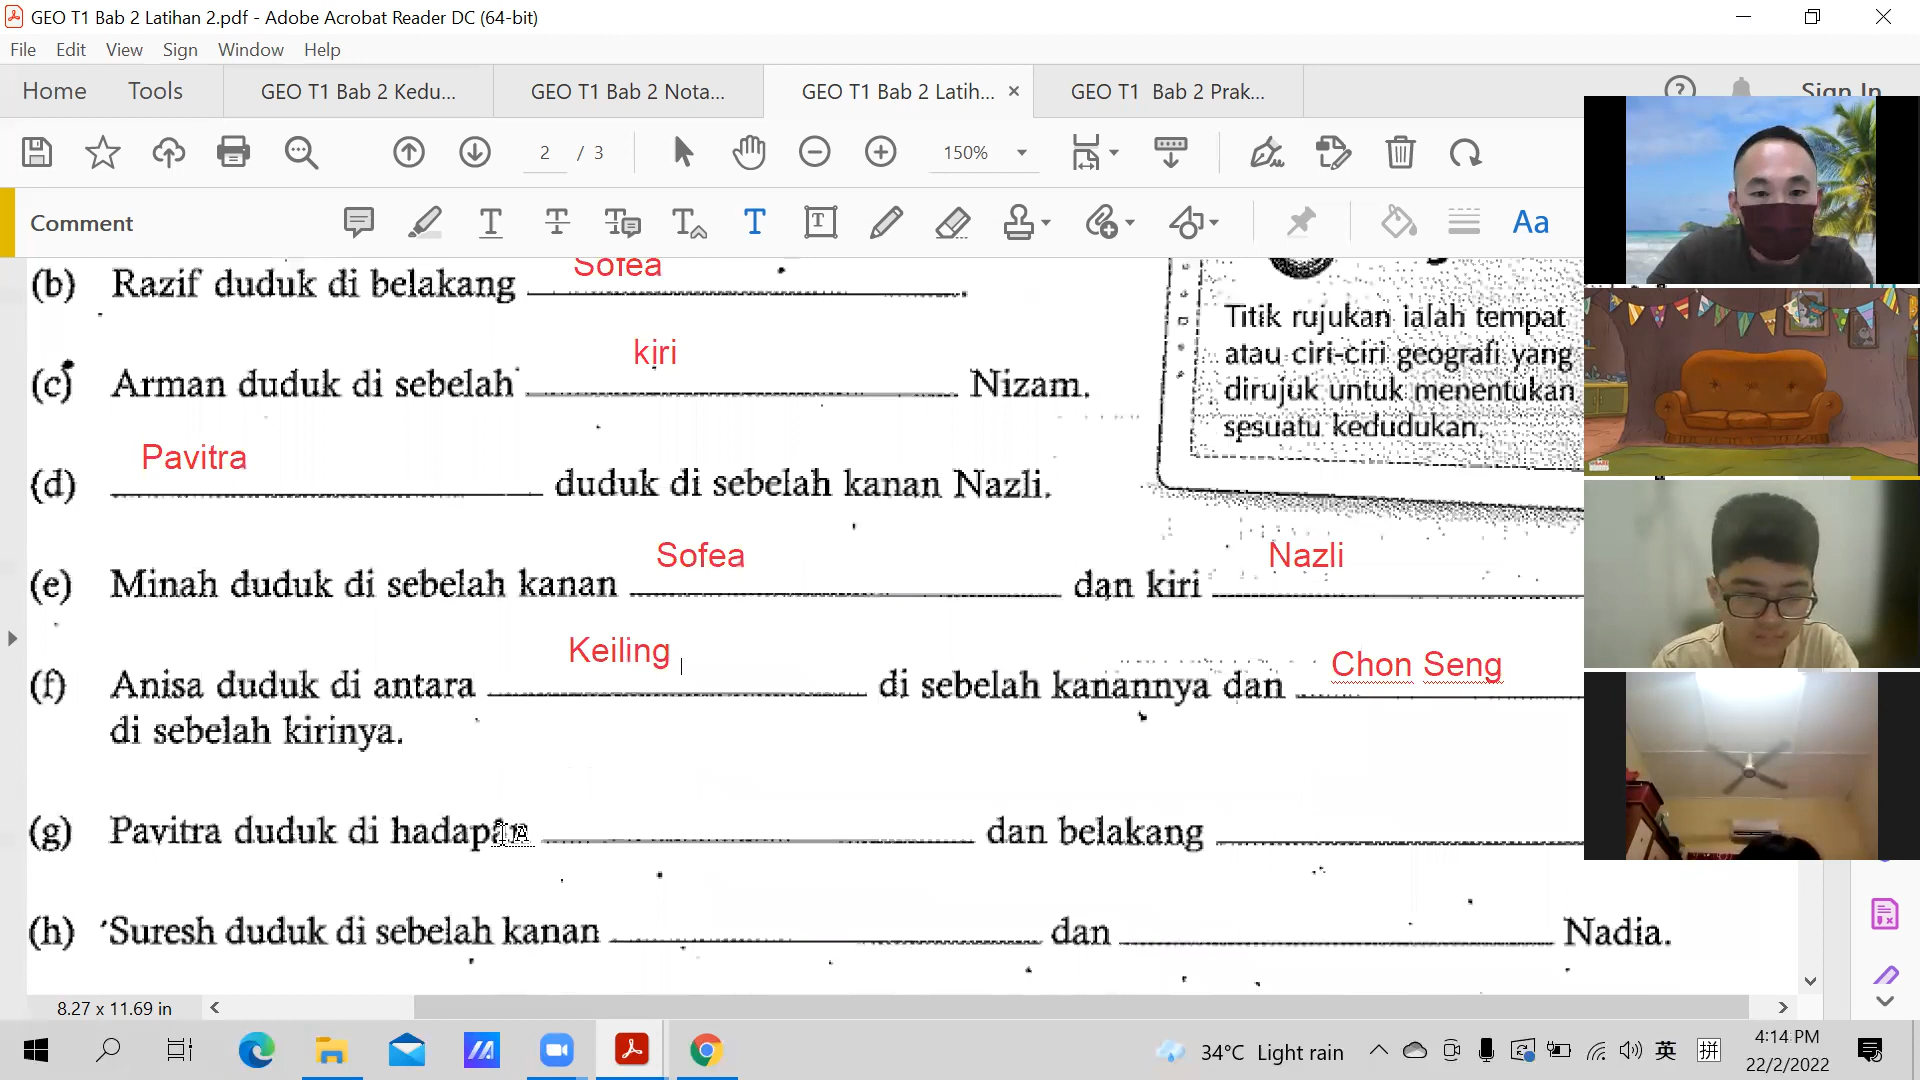 GEO T1 Bab 2 Latihan 2.pdf - Adobe Acrobat Reader DC (64-bit)
File Edit View Sign Window Help
Home Tools GEO T1 Bab 2 Kedu... GEO T1 Bab 2 Nota... GEO T1 Bab 2 Latih... × GEO T1 Bab 2 Prak... Sign In
2 / 3 150%
Comment
Aa
Sofea
(b) Razif duduk di belakang
kiri
(c) Arman duduk di sebelah Nizam.
Titik rujukan ialah tempat
atau ciri-ciri geografi yang
dirujuk untuk menentukan
sesuatu kedudukan.
Pavitra
(d) duduk di sebelah kanan Nazli.
Sofea Nazli
(e) Minah duduk di sebelah kanan dan kiri
Keiling Chon Seng
(f) Anisa duduk di antara di sebelah kanannya dan
di sebelah kirinya.
(g) Pavitra duduk di hadapan dan belakang
(h) Suresh duduk di sebelah kanan dan Nadia.
8.27 x 11.69 in
34°C Light rain 英 拼 4:14 PM
22/2/2022